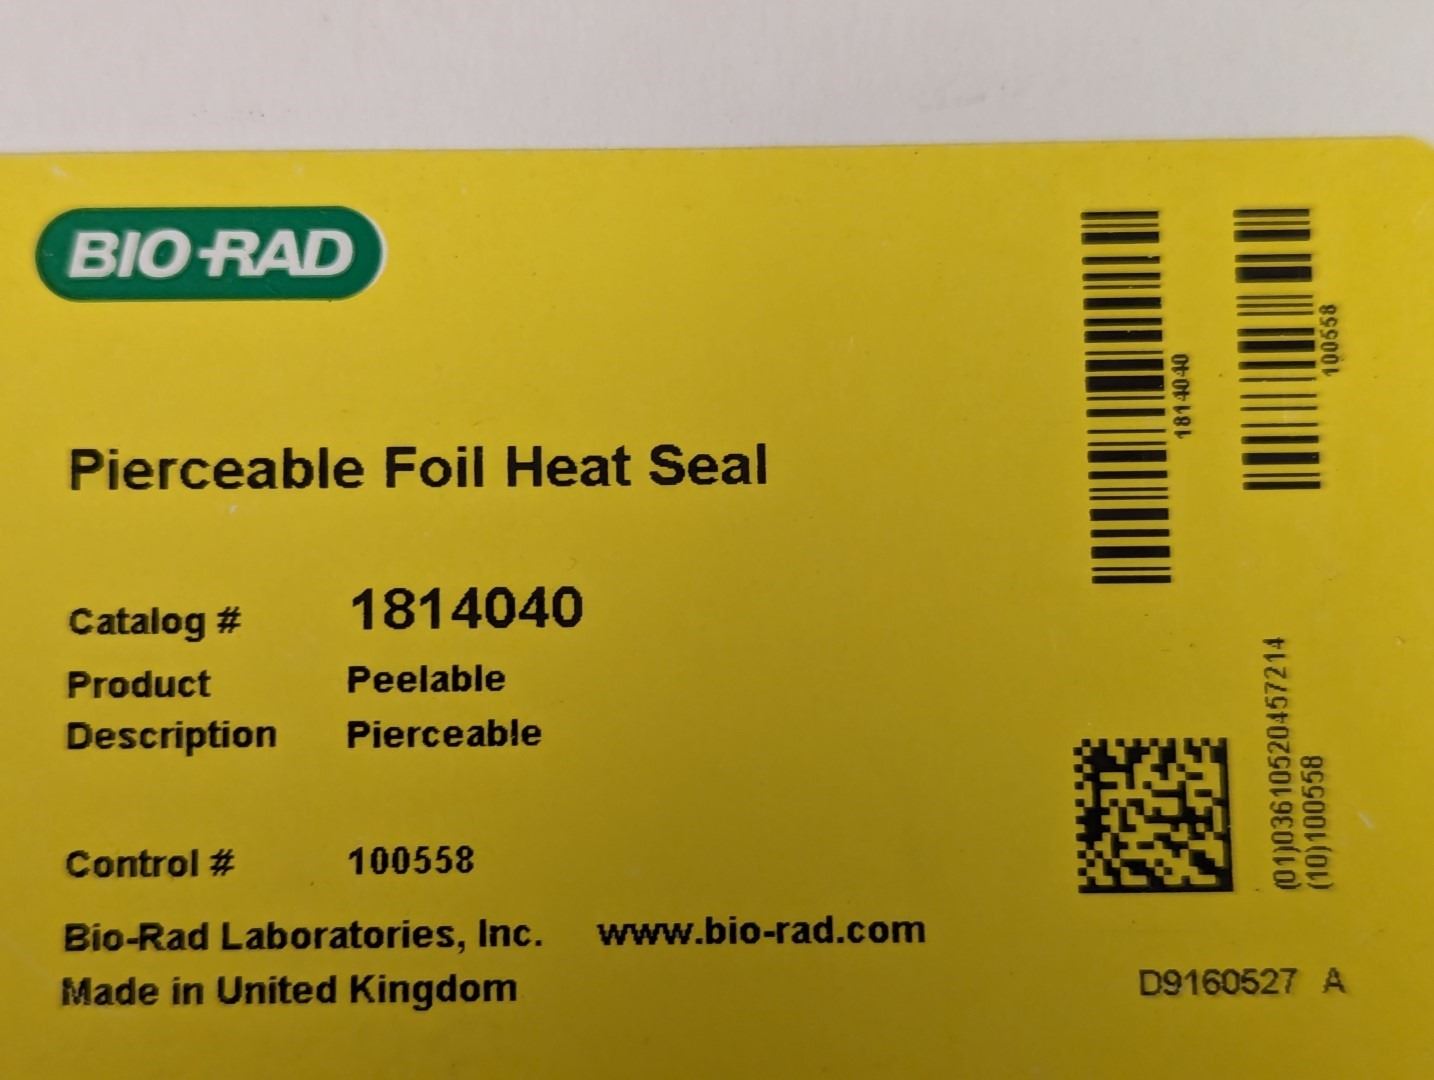 BIO-RAD
Pierceable Foil Heat Seal
Catalog # 1814040
Product Peelable
Description Pierceable
Control # 100558
Bio-Rad Laboratories, Inc. www.bio-rad.com
Made in United Kingdom
1814040
100558
(01)03610520457214
(10)100558
D9160527 A